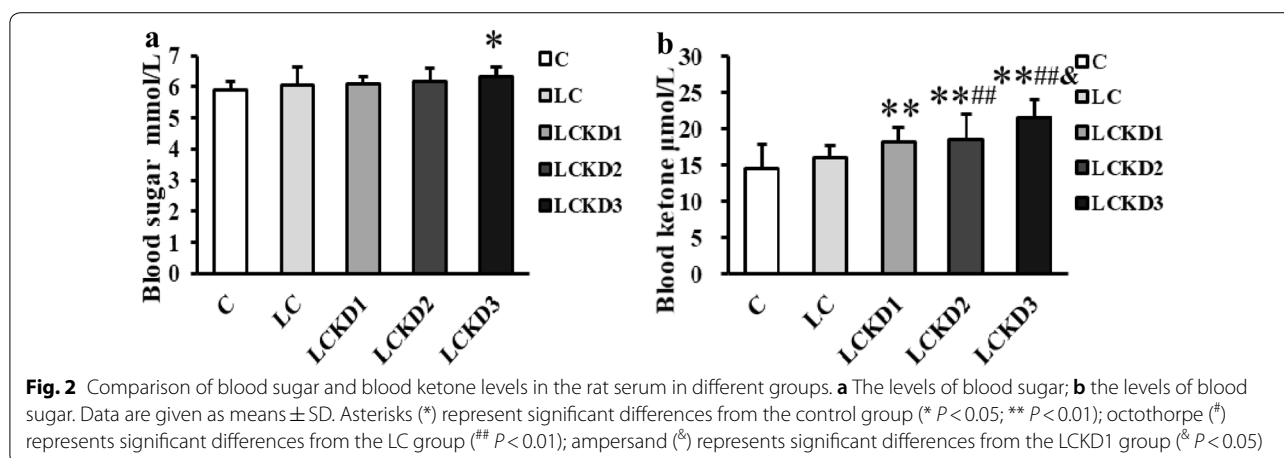 a
Blood sugar mmol/L
7
6
5
4
3
2
1
0
*
C
LC
LCKD1
LCKD2
LCKD3
C
LC
LCKD1
LCKD2
LCKD3
b
Blood ketone μmol/L
30
25
20
15
10
5
0
**
**##
**##&
C
LC
LCKD1
LCKD2
LCKD3
C
LC
LCKD1
LCKD2
LCKD3
Fig. 2 Comparison of blood sugar and blood ketone levels in the rat serum in different groups. a The levels of blood sugar; b the levels of blood
sugar. Data are given as means ± SD. Asterisks (*) represent significant differences from the control group (* P < 0.05; ** P < 0.01); octothorpe (#)
represents significant differences from the LC group (## P < 0.01); ampersand (&) represents significant differences from the LCKD1 group (& P < 0.05)